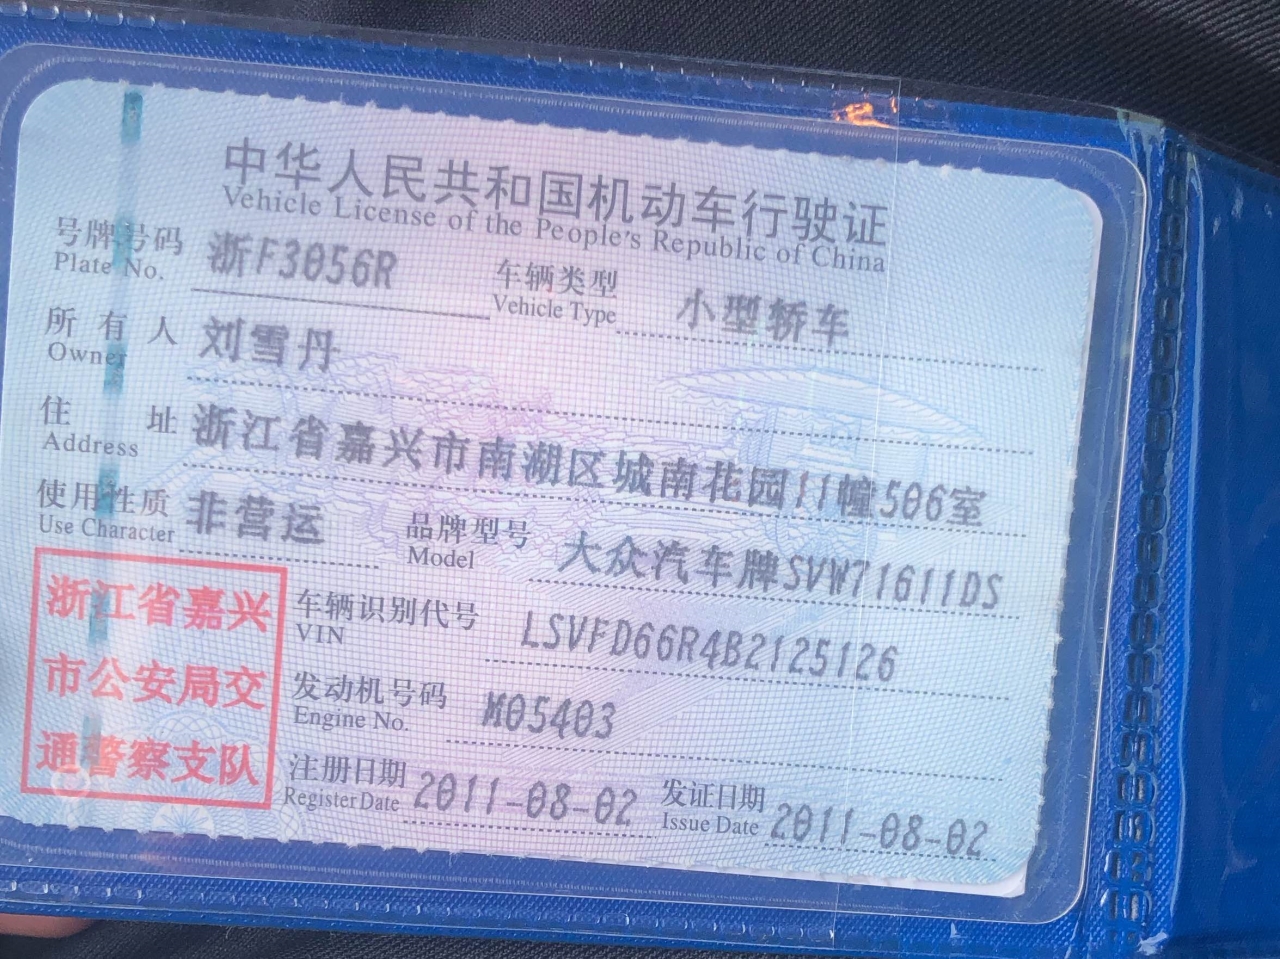 中华人民共和国机动车行驶证
Vehicle License of the People's Republic of China
号牌号码 浙F3056R 车辆类型 小型轿车
Plate No. Vehicle Type
所有人 刘雪丹
Owner
住址 浙江省嘉兴市南湖区城南花园11幢506室
Address
使用性质 非营运 品牌型号 大众汽车牌SVW71611DS
Use Character Model
浙江省嘉兴
市公安局交
通警察支队
车辆识别代号 LSVFD66R4B2125126
VIN
发动机号码 M05403
Engine No.
注册日期 2011-08-02 发证日期 2011-08-02
Register Date Issue Date